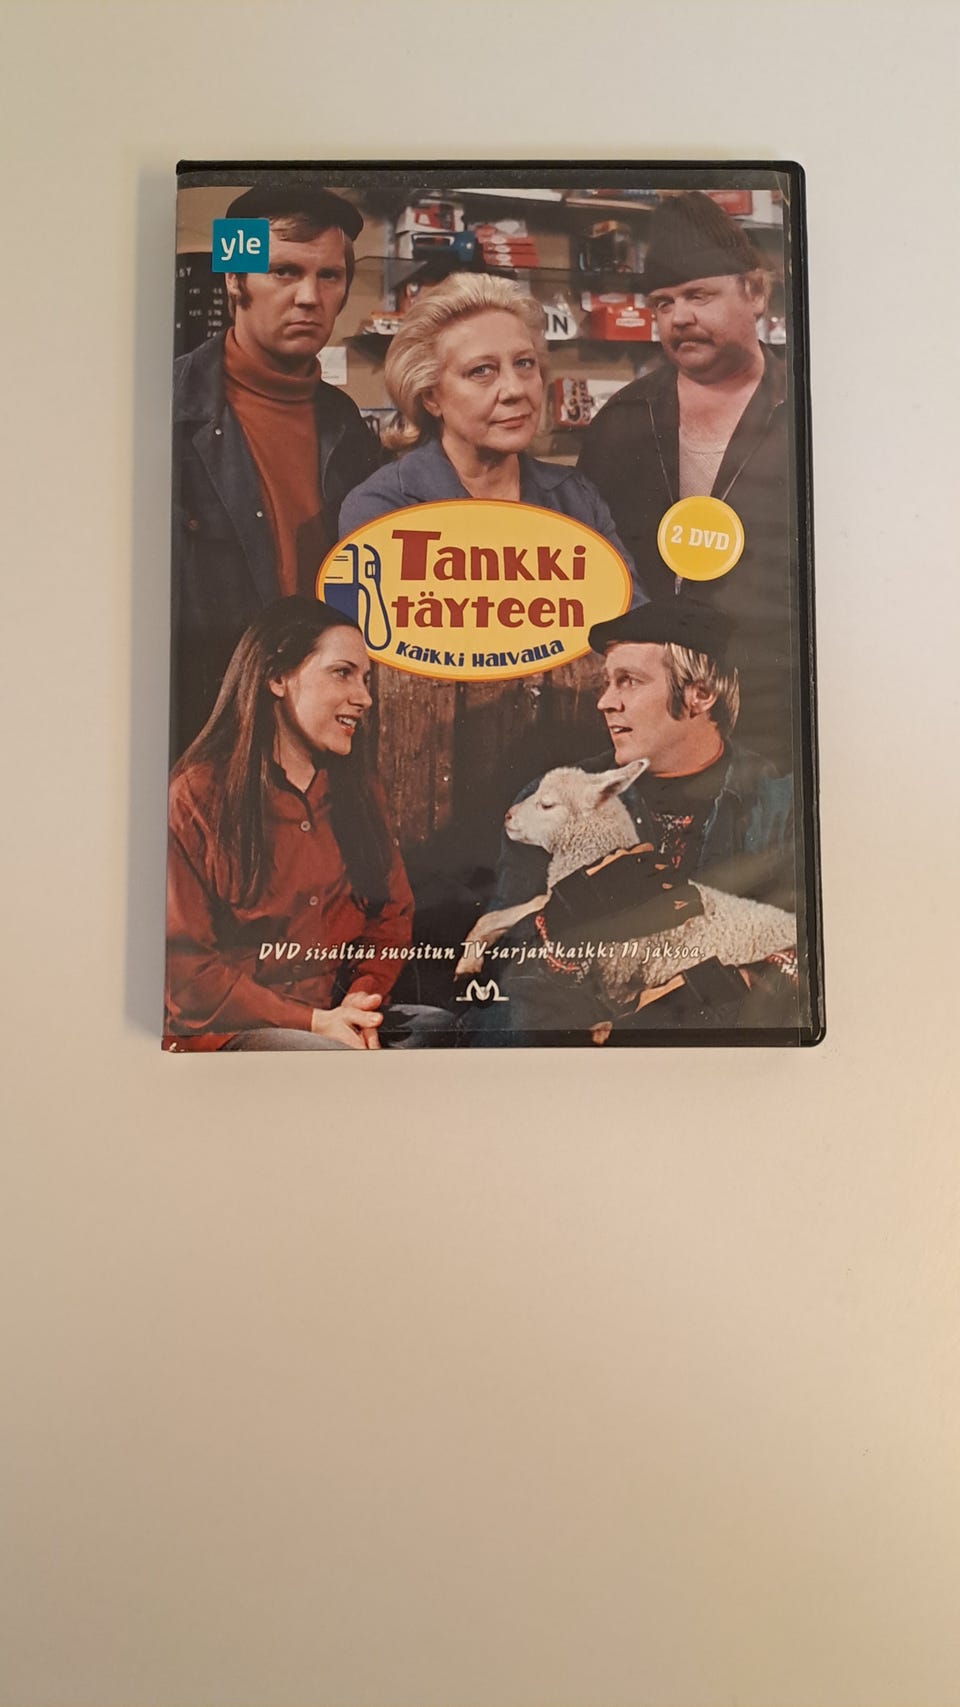 yle
2 DVD
Tankki
täyteen
kaikki halvalla
DVD sisältää suositun TV-sarjan kaikki 11 jaksoa.